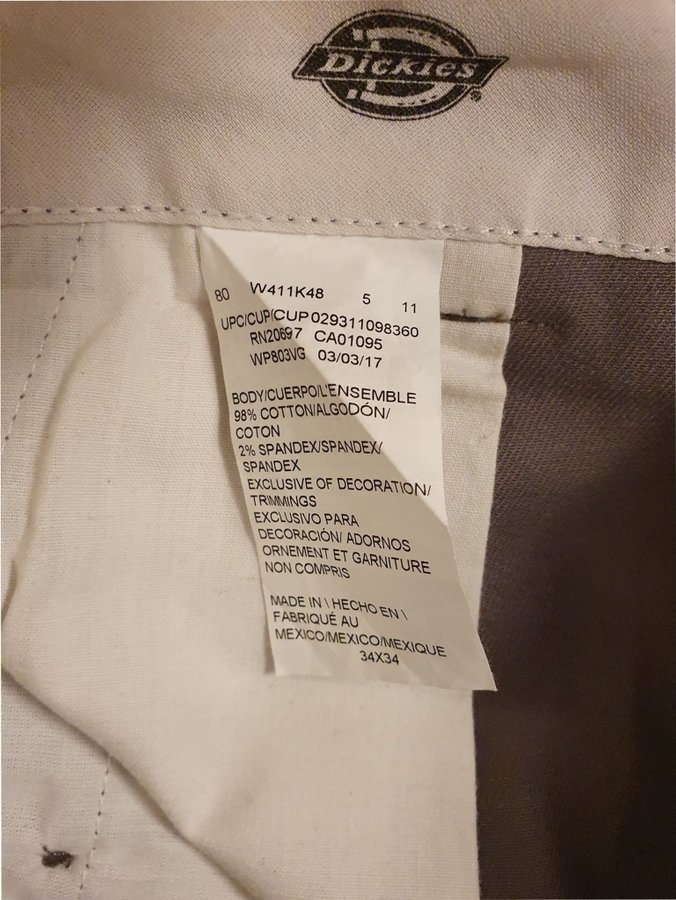 Dickies®
80 W411K48 5 11
UPC/CUP/CUP029311098360
RN20697 CA01095
WP803VG 03/03/17
BODY/CUERPO/L'ENSEMBLE
98% COTTON/ALGODÓN/
COTON
2% SPANDEX/SPANDEX/
SPANDEX
EXCLUSIVE OF DECORATION/
TRIMMINGS
EXCLUSIVO PARA
DECORACIÓN/ ADORNOS
ORNEMENT ET GARNITURE
NON COMPRIS
MADE IN \ HECHO EN \
FABRIQUÉ AU
MEXICO/MEXICO/MEXIQUE
34X34